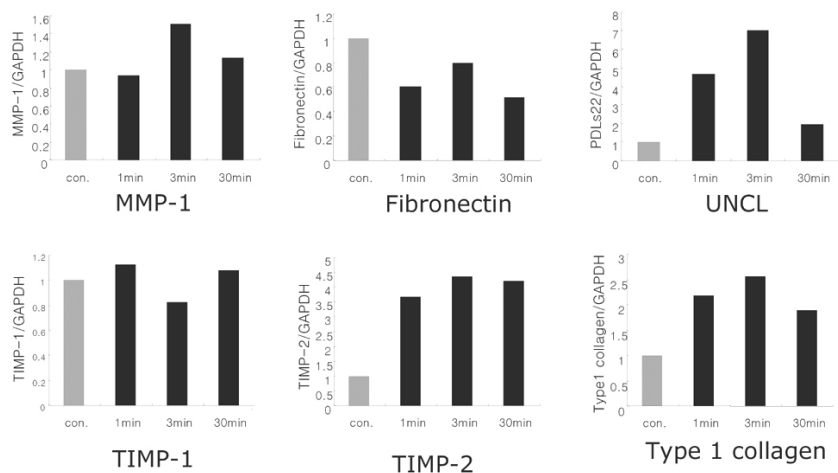 MMP-1/GAPDH
1.6
1.4
1.2
1
0.8
0.6
0.4
0.2
0
con. 1min 3min 30min
MMP-1
Fibronectin/GAPDH
1.2
1
0.8
0.6
0.4
0.2
0
con. 1min 3min 30min
Fibronectin
PDLs22/GAPDH
8
7
6
5
4
3
2
1
0
con. 1min 3min 30min
UNCL
TIMP-1/GAPDH
1.2
1
0.8
0.6
0.4
0.2
0
con. 1min 3min 30min
TIMP-1
TIMP-2/GAPDH
5
4.5
4
3.5
3
2.5
2
1.5
1
0.5
0
con. 1min 3min 30min
TIMP-2
Type1 collagen/GAPDH
3
2.5
2
1.5
1
0.5
0
con. 1min 3min 30min
Type 1 collagen